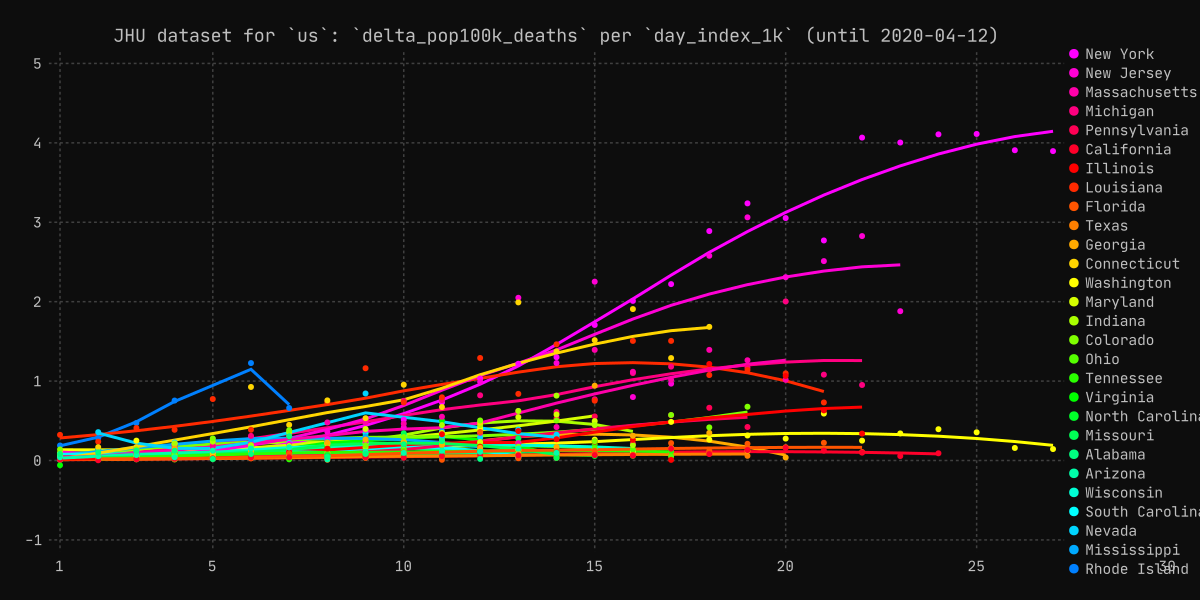 JHU dataset for `us`: `delta_pop100k_deaths` per `day_index_1k` (until 2020-04-12)
5
4
3
2
1
0
-1
1
5
10
15
20
25
30
New York
New Jersey
Massachusetts
Michigan
Pennsylvania
California
Illinois
Louisiana
Florida
Texas
Georgia
Connecticut
Washington
Maryland
Indiana
Colorado
Ohio
Tennessee
Virginia
North Carolina
Missouri
Alabama
Arizona
Wisconsin
South Carolina
Nevada
Mississippi
Rhode Island